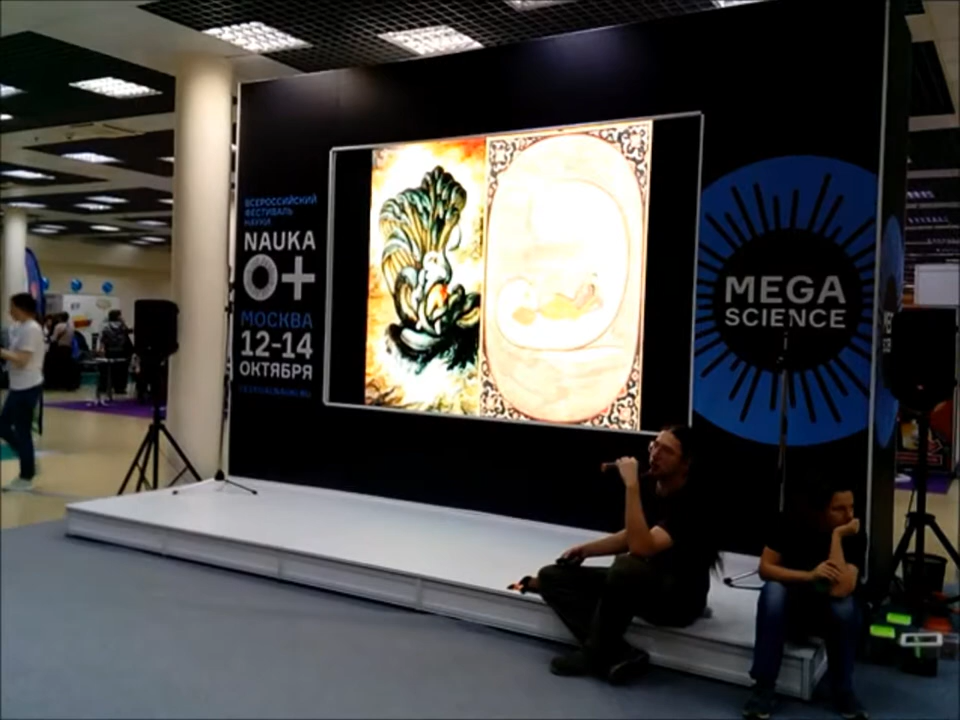 ВСЕРОССИЙСКИЙ
ФЕСТИВАЛЬ
НАУКИ
NAUKA
0+
МОСКВА
12-14
ОКТЯБРЯ
MEGA
SCIENCE